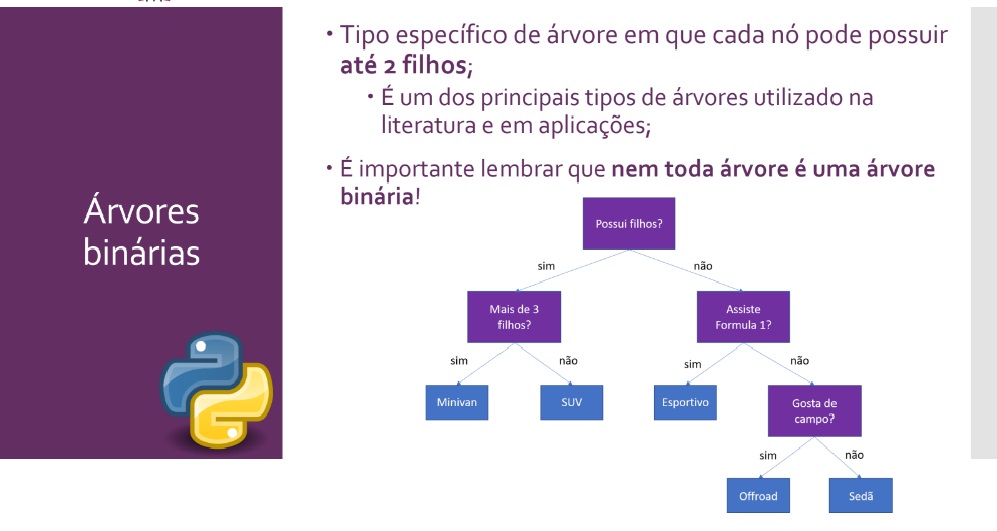 Árvores
binárias
• Tipo específico de árvore em que cada nó pode possuir
até 2 filhos;
• É um dos principais tipos de árvores utilizado na
literatura e em aplicações;
• É importante lembrar que nem toda árvore é uma árvore
binária!
Possui filhos?
sim
não
Mais de 3
filhos?
Assiste
Formula 1?
sim
não
sim
não
Minivan
SUV
Esportivo
Gosta de
campo?
sim
não
Offroad
Sedã